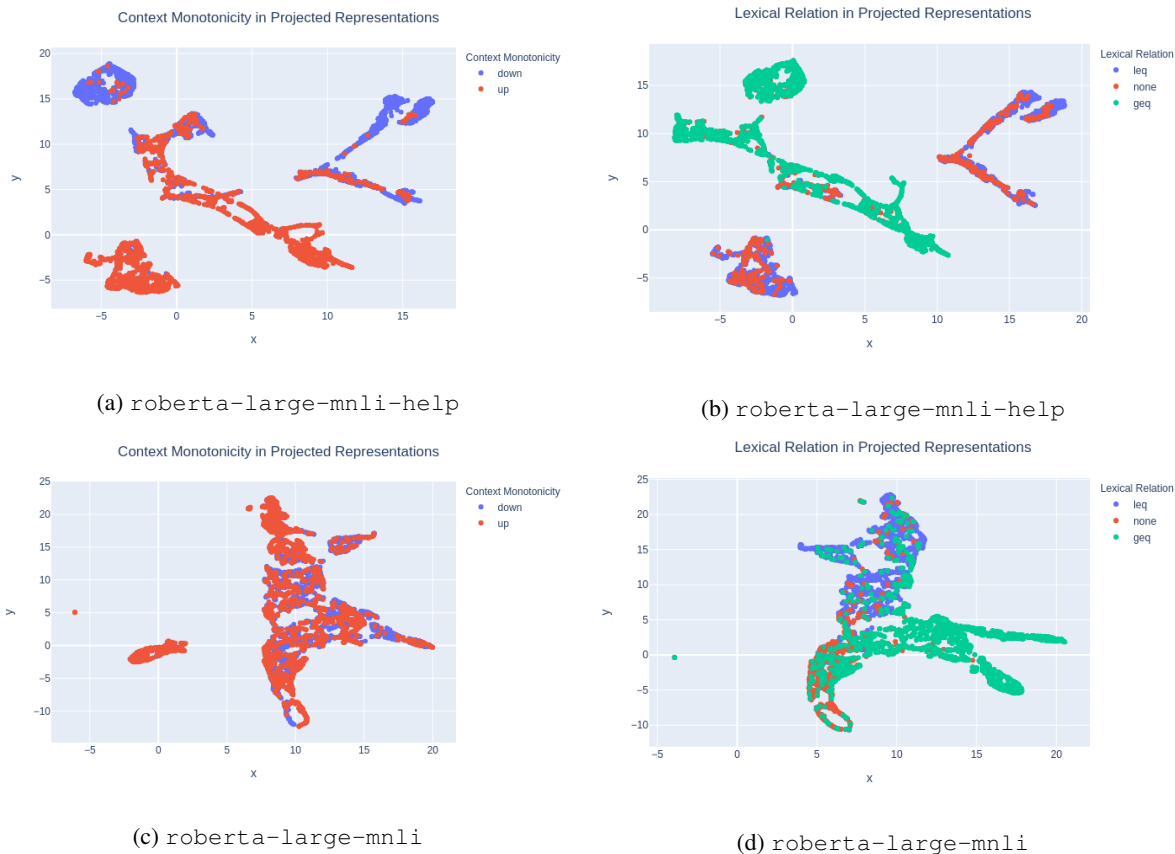 Context Monotonicity in Projected Representations
Context Monotonicity
down
up
20
15
10
5
0
−5
−5
0
5
10
15
y
x
(a) roberta-large-mnli-help
Lexical Relation in Projected Representations
Lexical Relation
leq
none
geq
20
15
10
5
0
−5
−5
0
5
10
15
20
y
x
(b) roberta-large-mnli-help
Context Monotonicity in Projected Representations
Context Monotonicity
down
up
25
20
15
10
5
0
−5
−10
−5
0
5
10
15
20
y
x
(c) roberta-large-mnli
Lexical Relation in Projected Representations
Lexical Relation
leq
none
geq
25
20
15
10
5
0
−5
−10
−5
0
5
10
15
20
y
x
(d) roberta-large-mnli